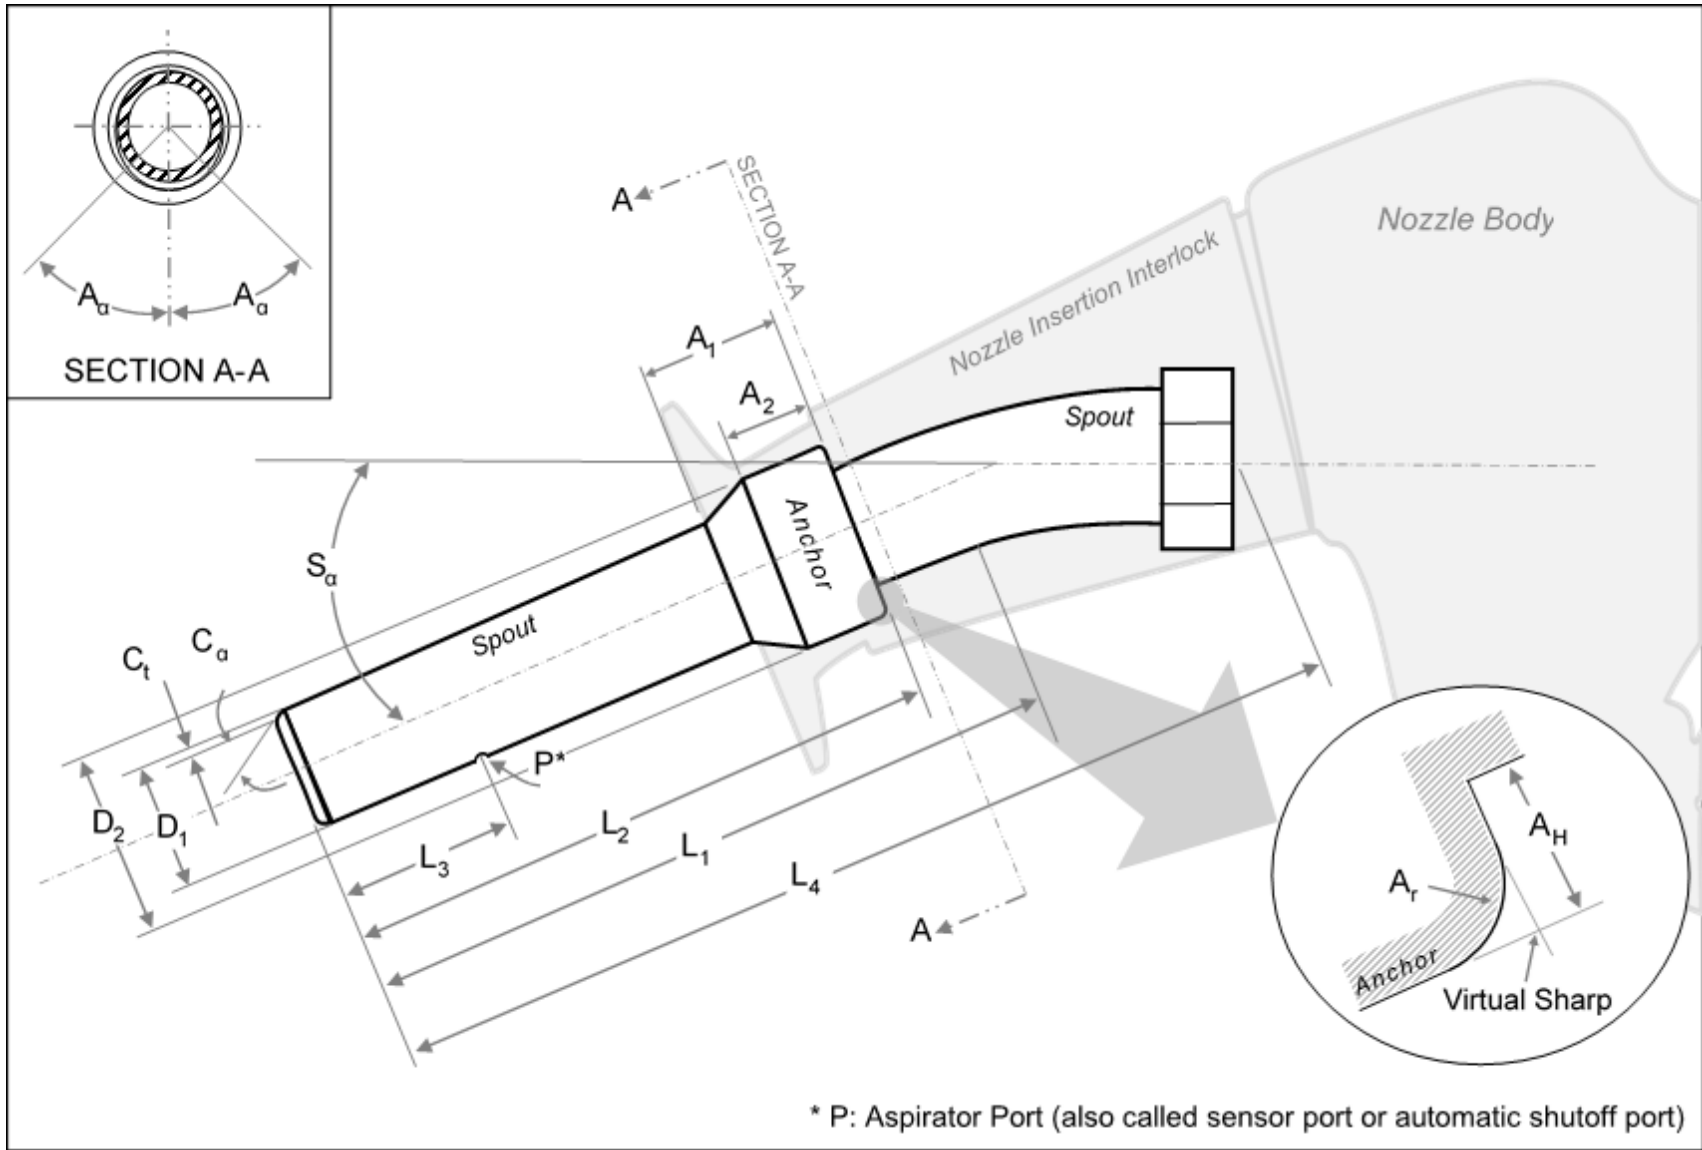 Aα
Aα
SECTION A-A
A
SECTION A-A
Nozzle Body
Nozzle Insertion Interlock
A1
A2
Spout
Anchor
Sα
Spout
Cα
Ct
P*
D2
D1
L3
L2
L1
L4
A
AH
Ar
Anchor
Virtual Sharp
* P: Aspirator Port (also called sensor port or automatic shutoff port)